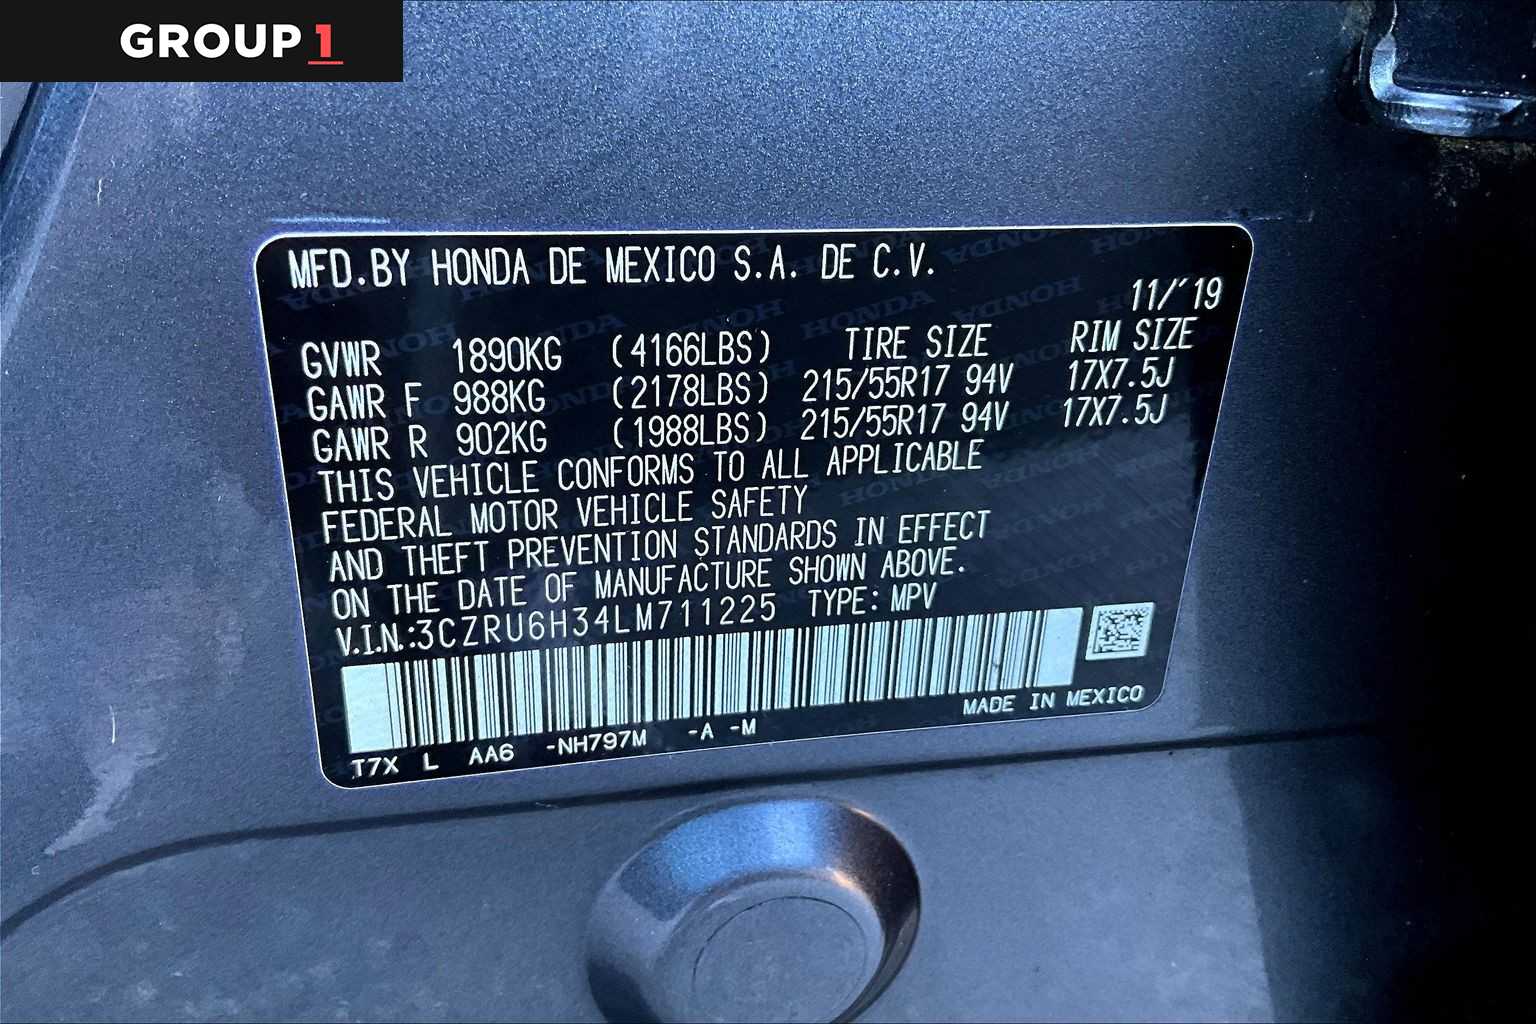 GROUP 1
MFD.BY HONDA DE MEXICO S.A. DE C.V.
11/'19
GVWR 1890KG (4166LBS) TIRE SIZE RIM SIZE
GAWR F 988KG (2178LBS) 215/55R17 94V 17X7.5J
GAWR R 902KG (1988LBS) 215/55R17 94V 17X7.5J
THIS VEHICLE CONFORMS TO ALL APPLICABLE
FEDERAL MOTOR VEHICLE SAFETY
AND THEFT PREVENTION STANDARDS IN EFFECT
ON THE DATE OF MANUFACTURE SHOWN ABOVE.
V.I.N.:3CZRU6H34LM711225 TYPE: MPV
MADE IN MEXICO
T7X L AA6 -NH797M -A -M